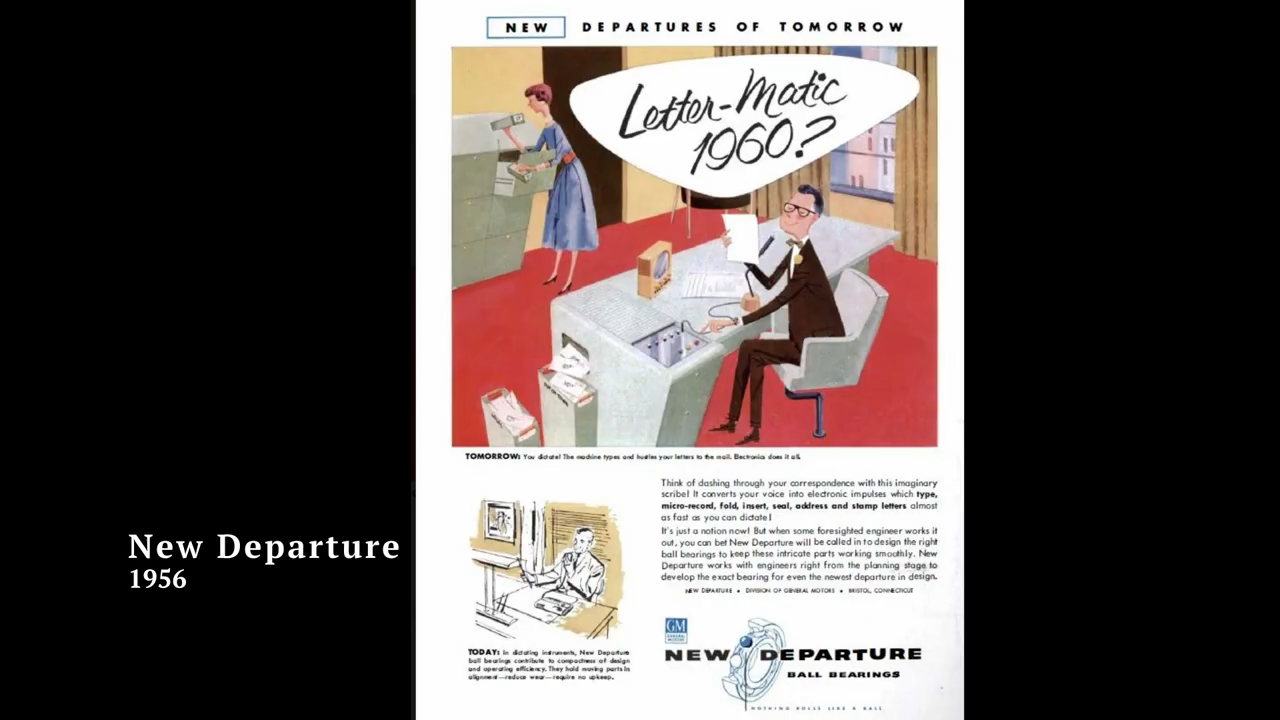 NEW DEPARTURES OF TOMORROW
Letter-Matic
1960?
TOMORROW: You dictate! The machine types and hustles your letters to the mail. Electronics does it all.
Think of dashing through your correspondence with this imaginary
scribe! It converts your voice into electronic impulses which type,
micro-record, fold, insert, seal, address and stamp letters almost
as fast as you can dictate!
It's just a notion now! But when some foresighted engineer works it
out, you can bet New Departure will be called in to design the right
ball bearings to keep these intricate parts working smoothly. New
Departure works with engineers right from the planning stage to
develop the exact bearing for even the newest departure in design.
NEW DEPARTURE • DIVISION OF GENERAL MOTORS • BRISTOL, CONNECTICUT
New Departure
1956
TODAY: In dictating instruments, New Departure
ball bearings contribute to compactness of design
and operating efficiency. They hold moving parts in
alignment—reduce wear—require no upkeep.
GM
GENERAL
MOTORS
NEW DEPARTURE
BALL BEARINGS
NOTHING ROLLS LIKE A BALL